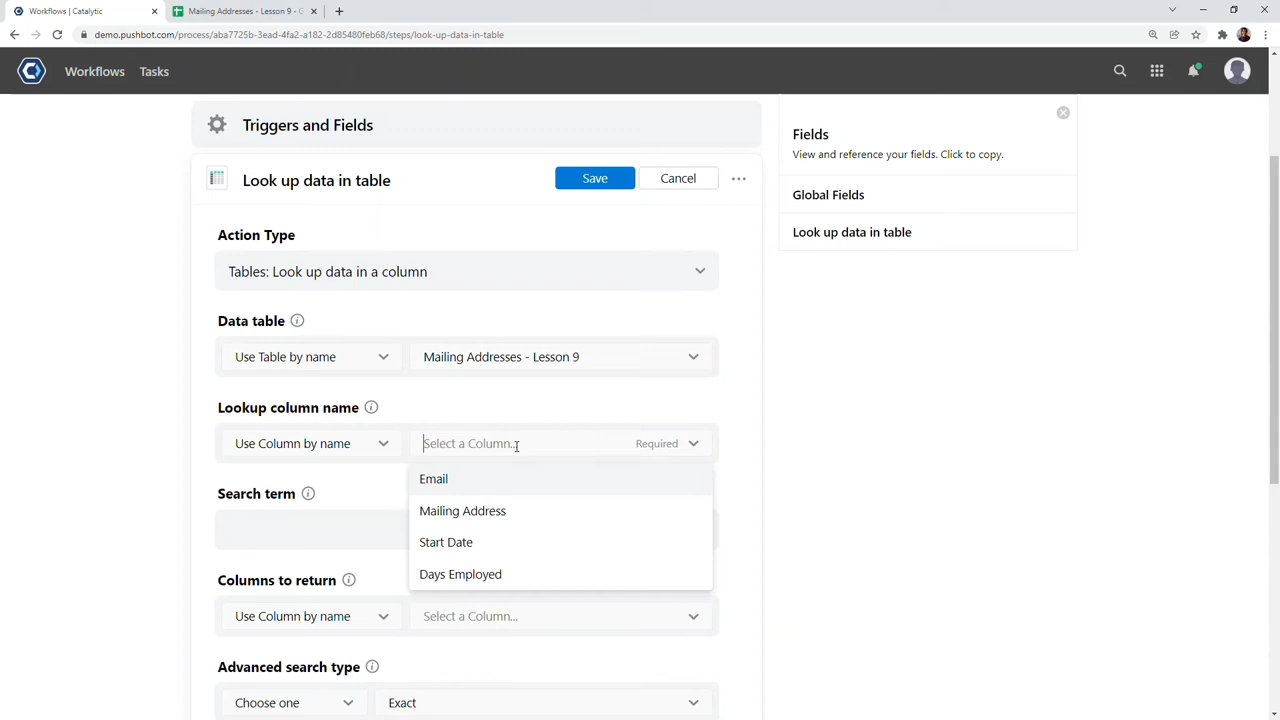 Workflows | Catalytic
Mailing Addresses - Lesson 9 - G
demo.pushbot.com/process/aba7725b-3ead-4fa2-a182-2d85480feb68/steps/look-up-data-in-table
Workflows
Tasks
Triggers and Fields
Look up data in table
Save
Cancel
Action Type
Tables: Look up data in a column
Data table
Use Table by name
Mailing Addresses - Lesson 9
Lookup column name
Use Column by name
Select a Column...
Required
Email
Mailing Address
Start Date
Days Employed
Search term
Columns to return
Use Column by name
Select a Column...
Advanced search type
Choose one
Exact
Fields
View and reference your fields. Click to copy.
Global Fields
Look up data in table